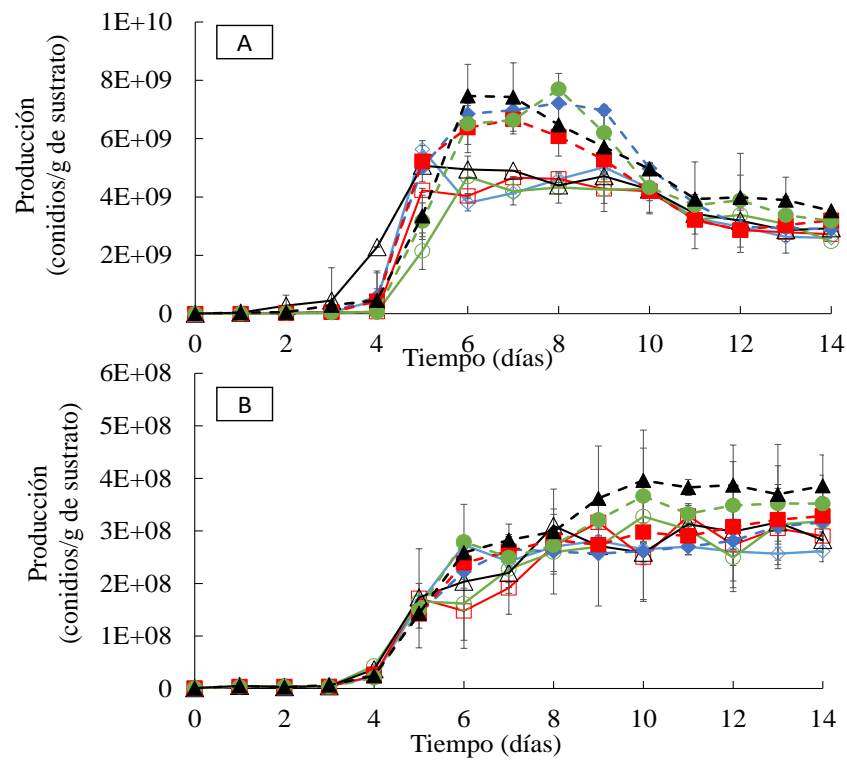 A
1E+10
8E+09
6E+09
4E+09
2E+09
0
Producción
(conidios/g de sustrato)
0 2 4 6 8 10 12 14
Tiempo (días)
B
6E+08
5E+08
4E+08
3E+08
2E+08
1E+08
0
Producción
(conidios/g de sustrato)
0 2 4 6 8 10 12 14
Tiempo (días)